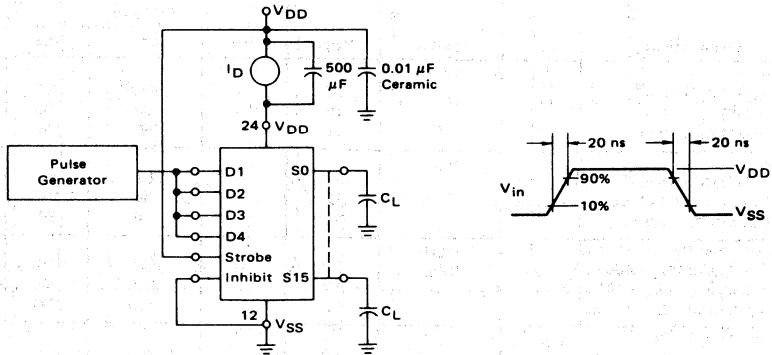 VDD
ID
500 μF
0.01 μF
Ceramic
24
VDD
Pulse
Generator
D1
D2
D3
D4
Strobe
Inhibit
S0
S15
CL
CL
12
VSS
20 ns
20 ns
Vin
90%
10%
VDD
VSS